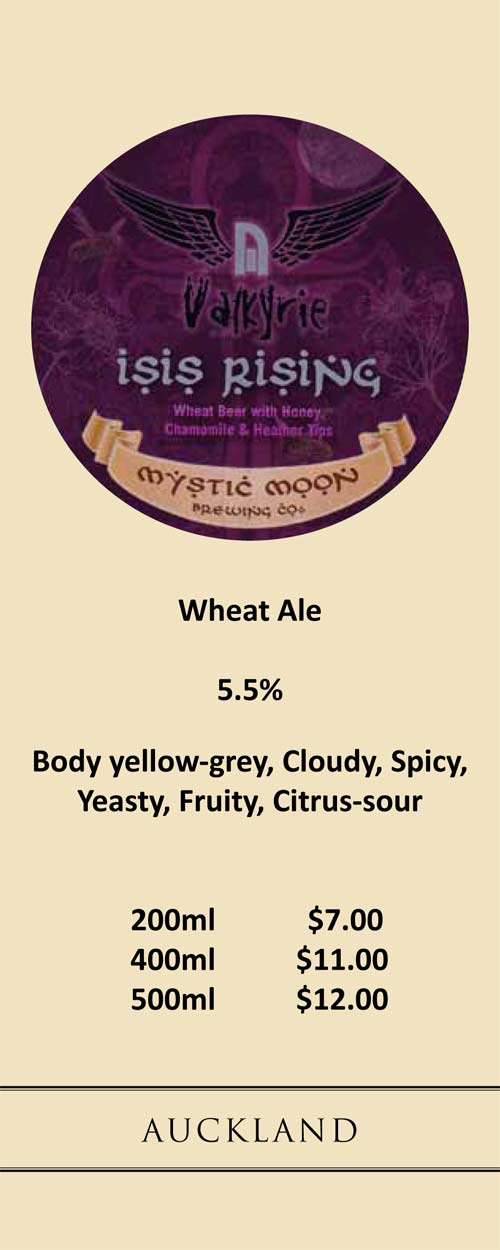 Valkyrie
isis Rising
Wheat Beer with Honey,
Chamomile & Heather Tips
MYSTIC MOON
BREWING CO.
Wheat Ale
5.5%
Body yellow-grey, Cloudy, Spicy,
Yeasty, Fruity, Citrus-sour
200ml $7.00
400ml $11.00
500ml $12.00
AUCKLAND